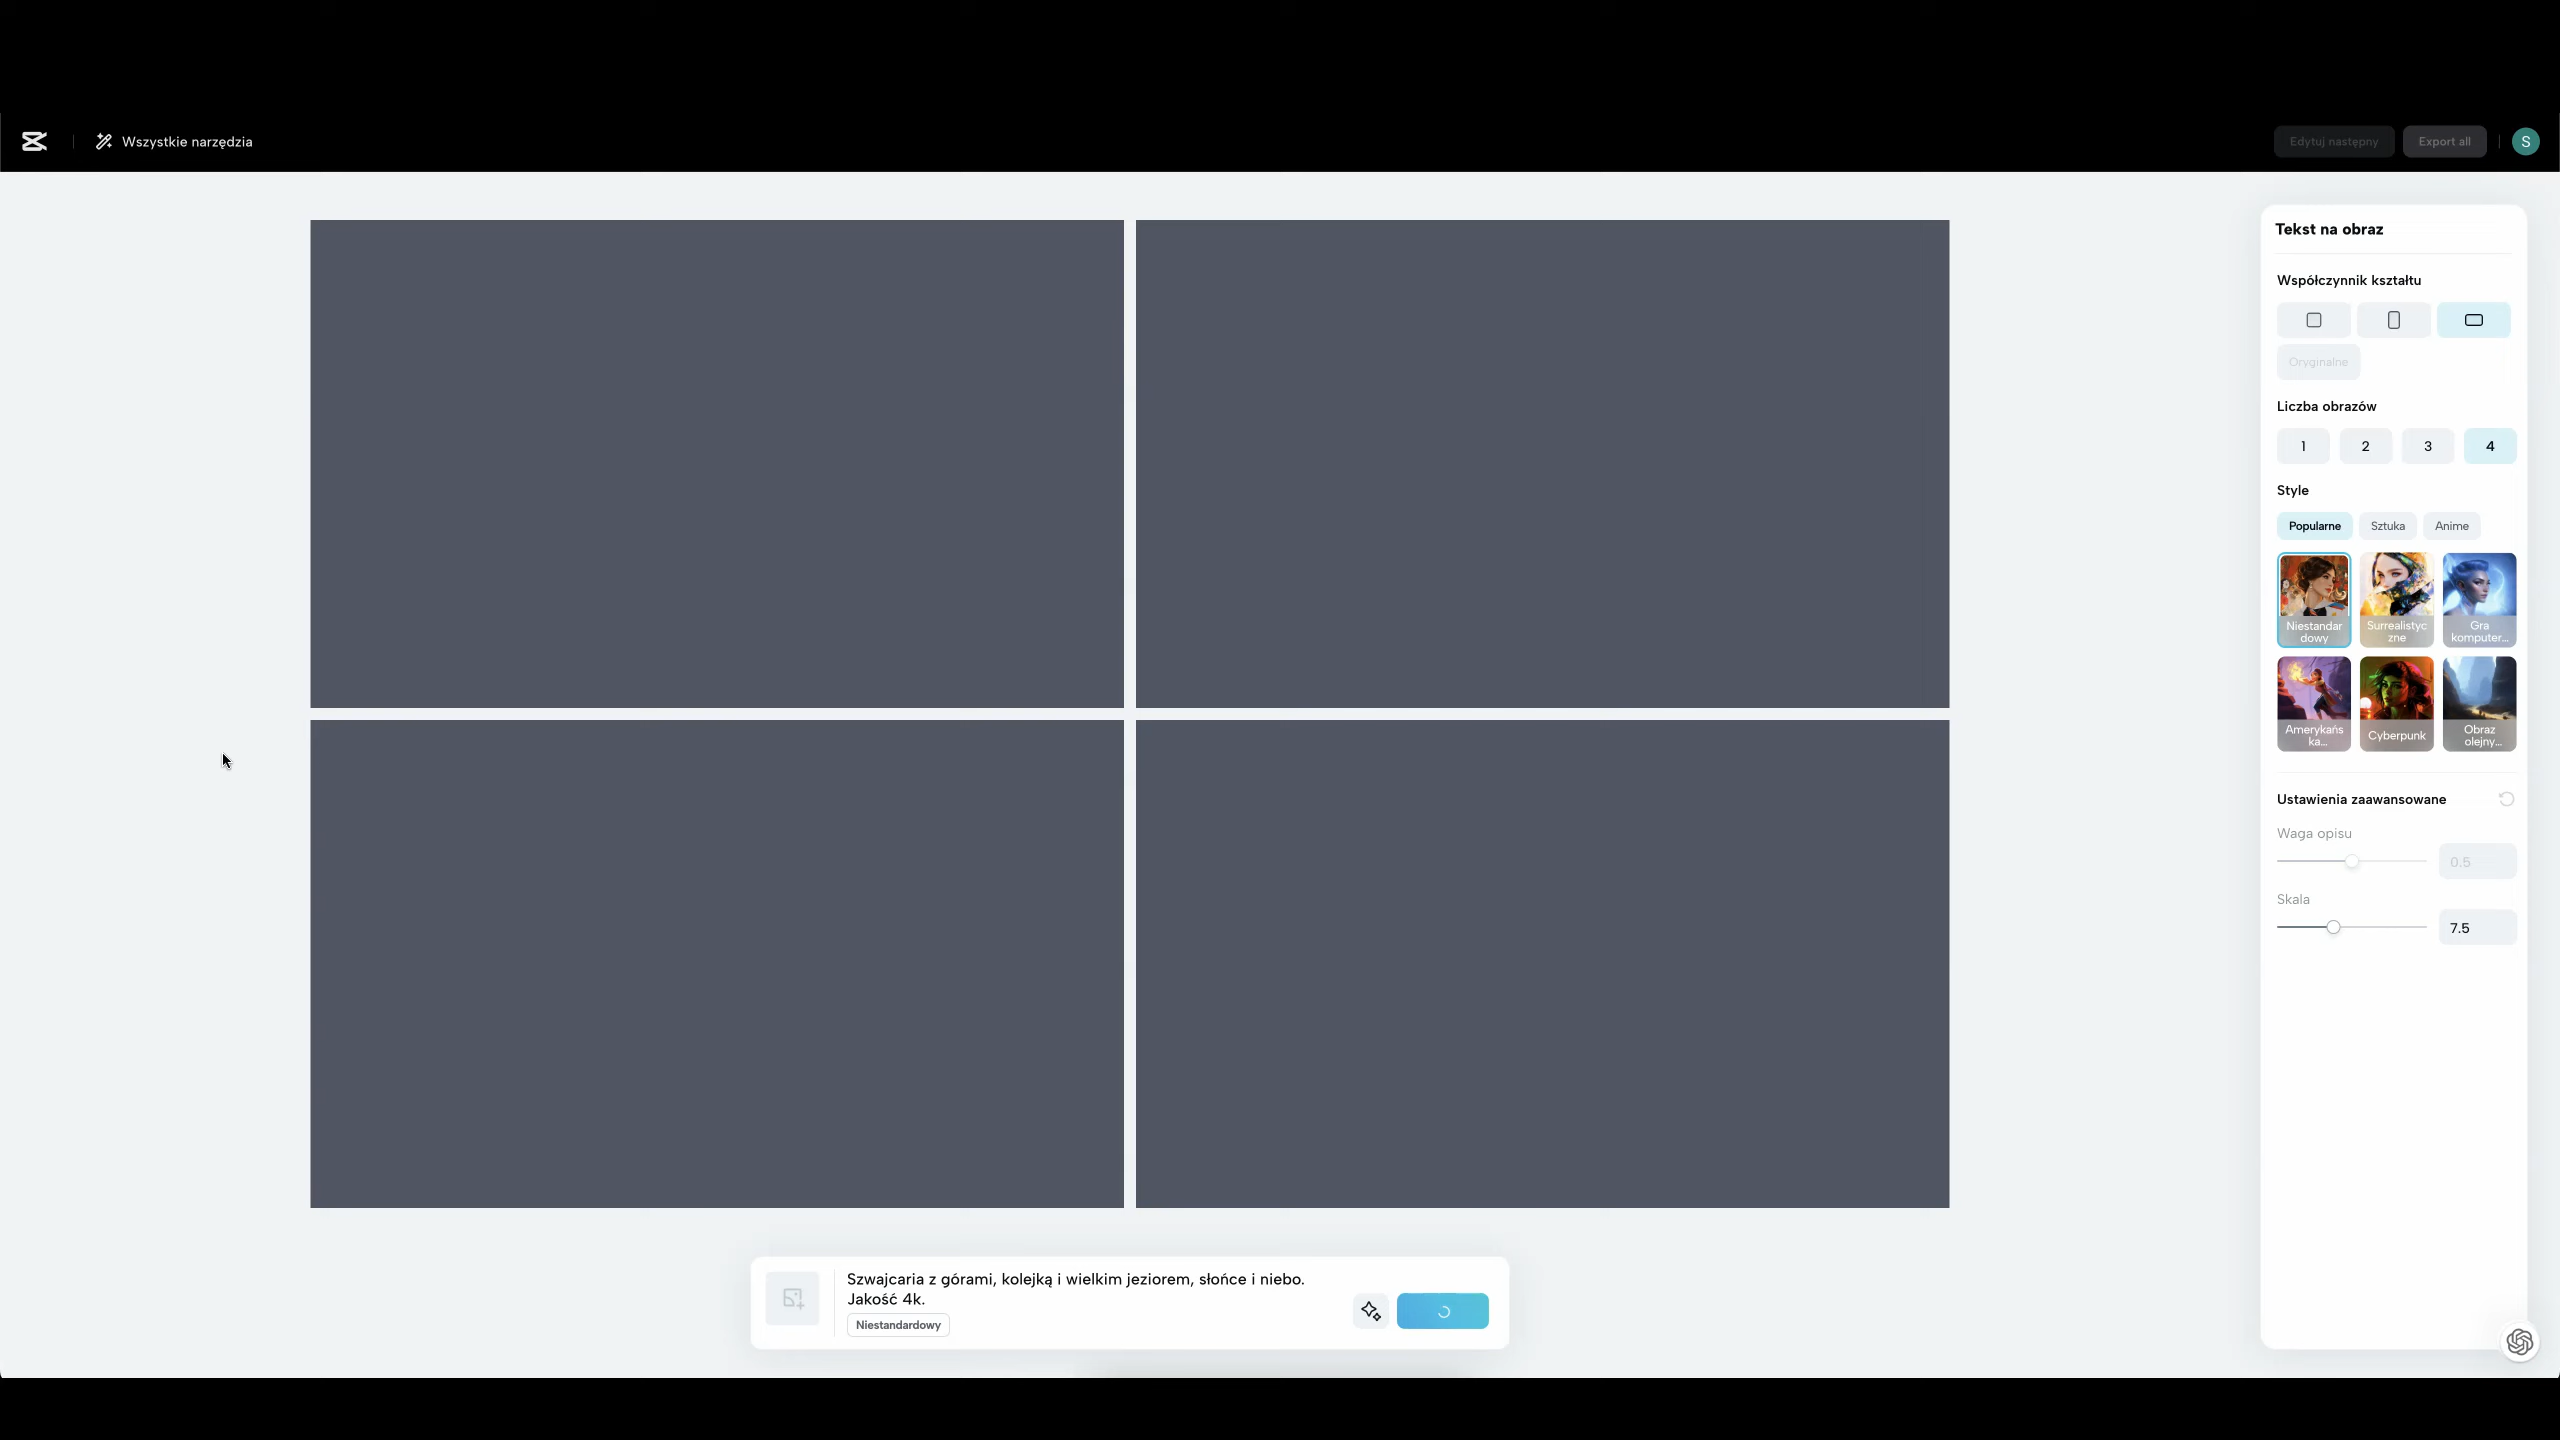 Wszystkie narzędzia
Edytuj następny
Export all
S
Tekst na obraz
Współczynnik kształtu
Oryginalne
Liczba obrazów
1
2
3
4
Style
Popularne
Sztuka
Anime
Niestandar
dowy
Surrealistyc
zne
Gra
komputer...
Amerykańs
ka...
Cyberpunk
Obraz
olejny...
Ustawienia zaawansowane
Waga opisu
0.5
Skala
7.5
Szwajcaria z górami, kolejką i wielkim jeziorem, słońce i niebo.
Jakość 4k.
Niestandardowy